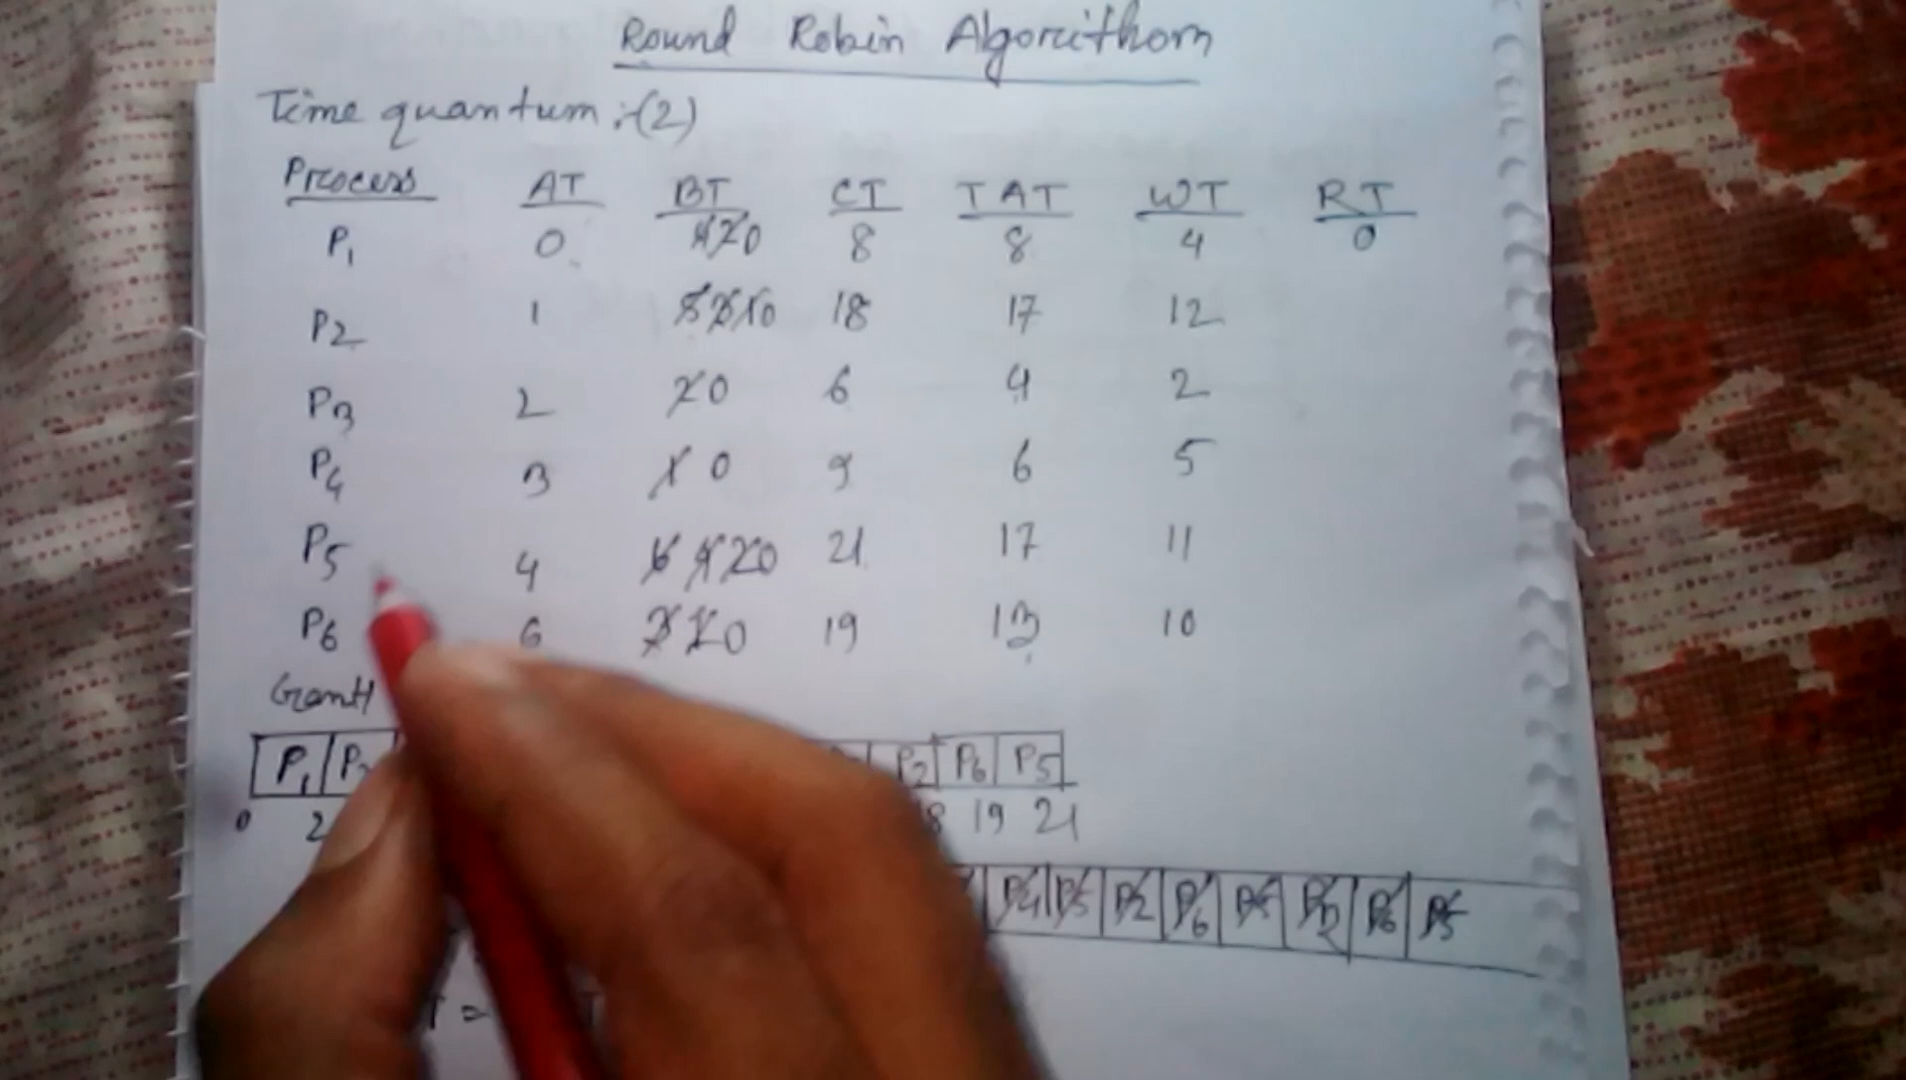 Round Robin Algorithom
Time quantum :-(2)
Process AT BT CT TAT WT RT
P1 0 4 2 0 8 8 4 0
P2 1 5 3 1 0 18 17 12
P3 2 2 0 6 4 2
P4 3 1 0 9 6 5
P5 4 6 4 2 0 21 17 11
P6 6 3 1 0 19 13 10
Gantt
P1 P2 P2 P6 P5
0 2 18 19 21
P4 P5 P2 P6 P5 P2 P6 P5
T =